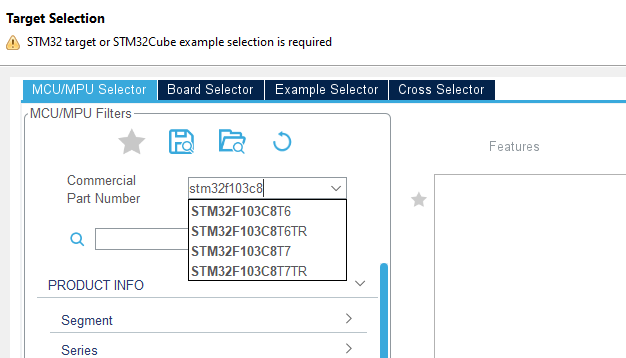 Target Selection
STM32 target or STM32Cube example selection is required
MCU/MPU Selector Board Selector Example Selector Cross Selector
MCU/MPU Filters
Features
Commercial
Part Number
stm32f103c8
STM32F103C8T6
STM32F103C8T6TR
STM32F103C8T7
STM32F103C8T7TR
PRODUCT INFO
Segment
Series